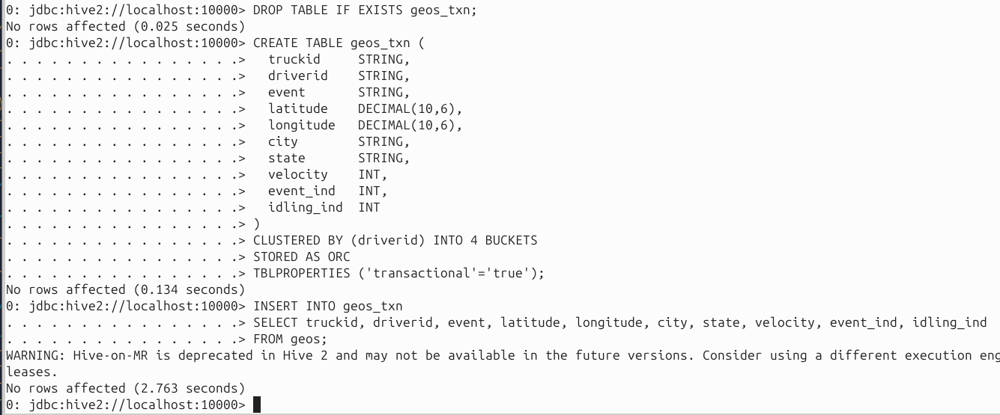 0: jdbc:hive2://localhost:10000> DROP TABLE IF EXISTS geos_txn;
No rows affected (0.025 seconds)
0: jdbc:hive2://localhost:10000> CREATE TABLE geos_txn (
. . . . . . . . . . . . . . . .>   truckid     STRING,
. . . . . . . . . . . . . . . .>   driverid    STRING,
. . . . . . . . . . . . . . . .>   event       STRING,
. . . . . . . . . . . . . . . .>   latitude    DECIMAL(10,6),
. . . . . . . . . . . . . . . .>   longitude   DECIMAL(10,6),
. . . . . . . . . . . . . . . .>   city        STRING,
. . . . . . . . . . . . . . . .>   state       STRING,
. . . . . . . . . . . . . . . .>   velocity    INT,
. . . . . . . . . . . . . . . .>   event_ind   INT,
. . . . . . . . . . . . . . . .>   idling_ind  INT
. . . . . . . . . . . . . . . .> )
. . . . . . . . . . . . . . . .> CLUSTERED BY (driverid) INTO 4 BUCKETS
. . . . . . . . . . . . . . . .> STORED AS ORC
. . . . . . . . . . . . . . . .> TBLPROPERTIES ('transactional'='true');
No rows affected (0.134 seconds)
0: jdbc:hive2://localhost:10000> INSERT INTO geos_txn
. . . . . . . . . . . . . . . .> SELECT truckid, driverid, event, latitude, longitude, city, state, velocity, event_ind, idling_ind
. . . . . . . . . . . . . . . .> FROM geos;
WARNING: Hive-on-MR is deprecated in Hive 2 and may not be available in the future versions. Consider using a different execution eng
leases.
No rows affected (2.763 seconds)
0: jdbc:hive2://localhost:10000>